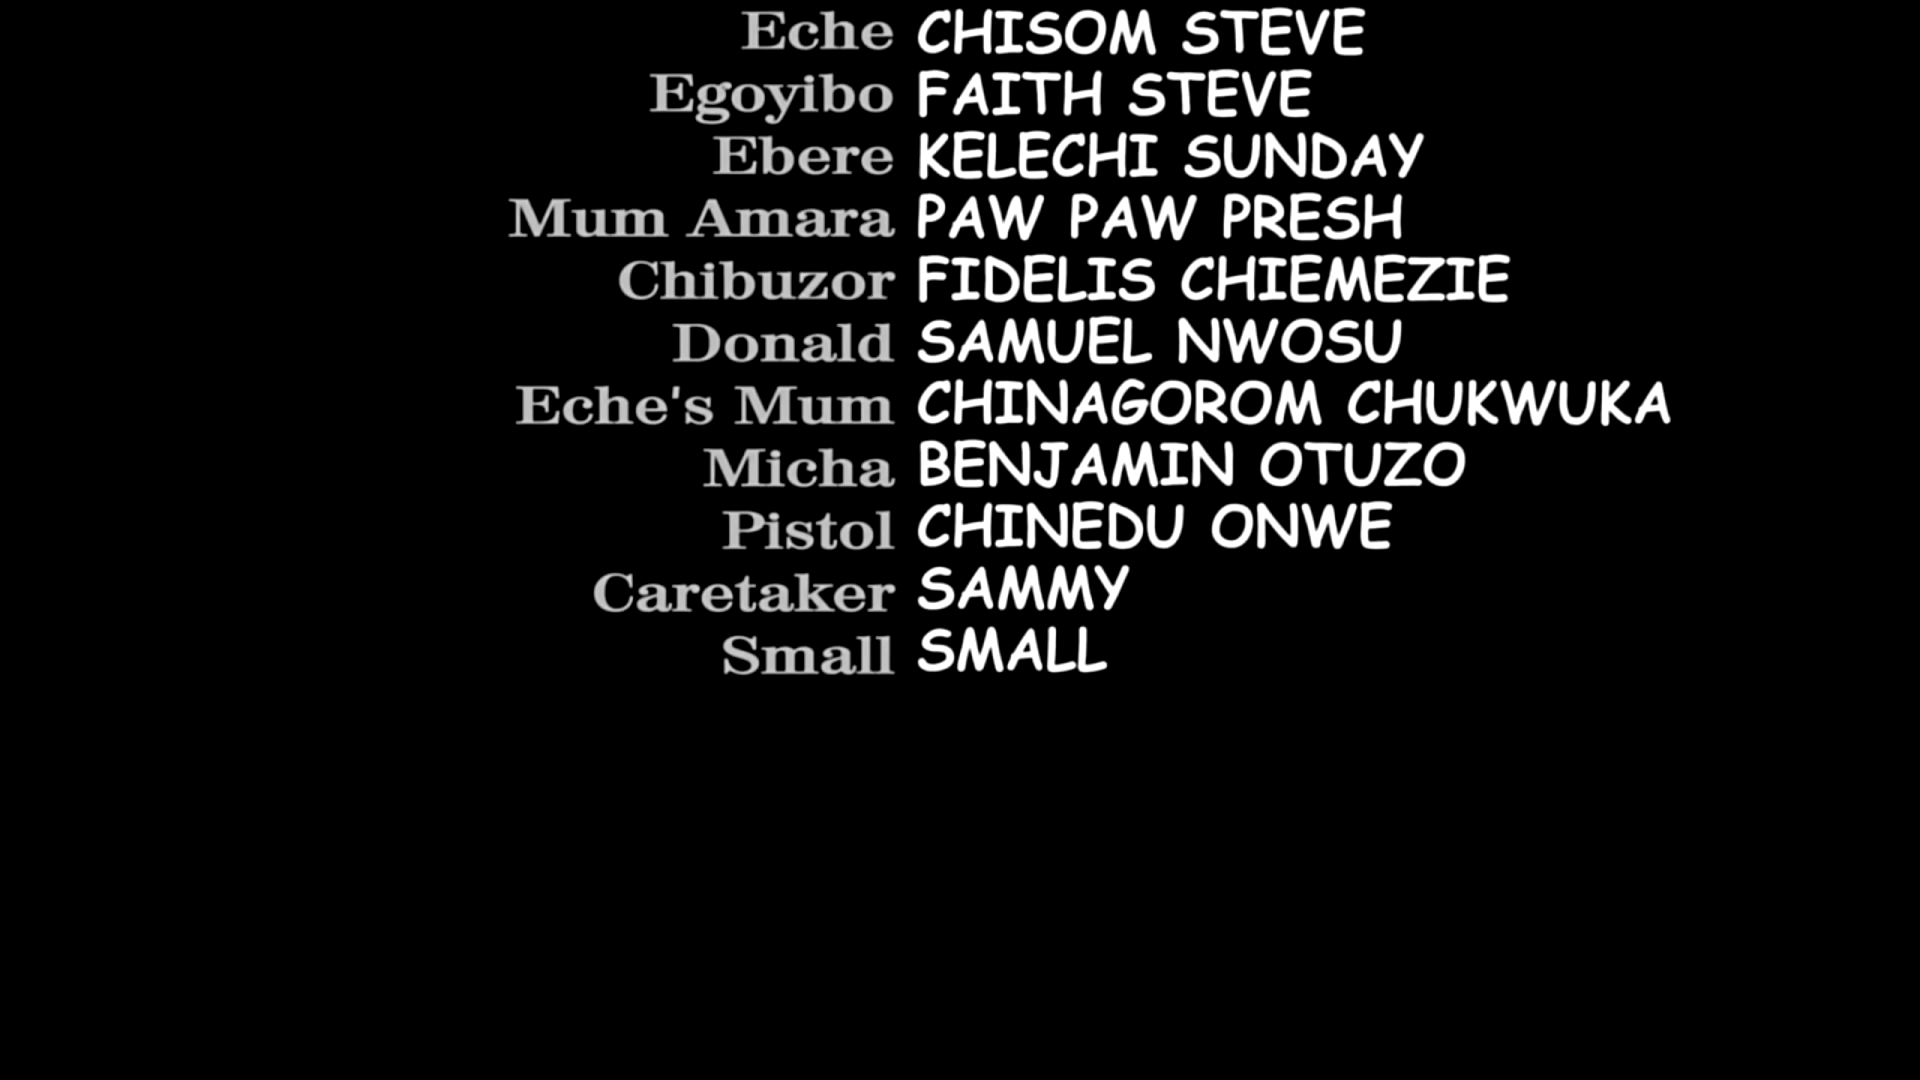 Eche CHISOM STEVE
Egoyibo FAITH STEVE
Ebere KELECHI SUNDAY
Mum Amara PAW PAW PRESH
Chibuzor FIDELIS CHIEMEZIE
Donald SAMUEL NWOSU
Eche's Mum CHINAGOROM CHUKWUKA
Micha BENJAMIN OTUZO
Pistol CHINEDU ONWE
Caretaker SAMMY
Small SMALL